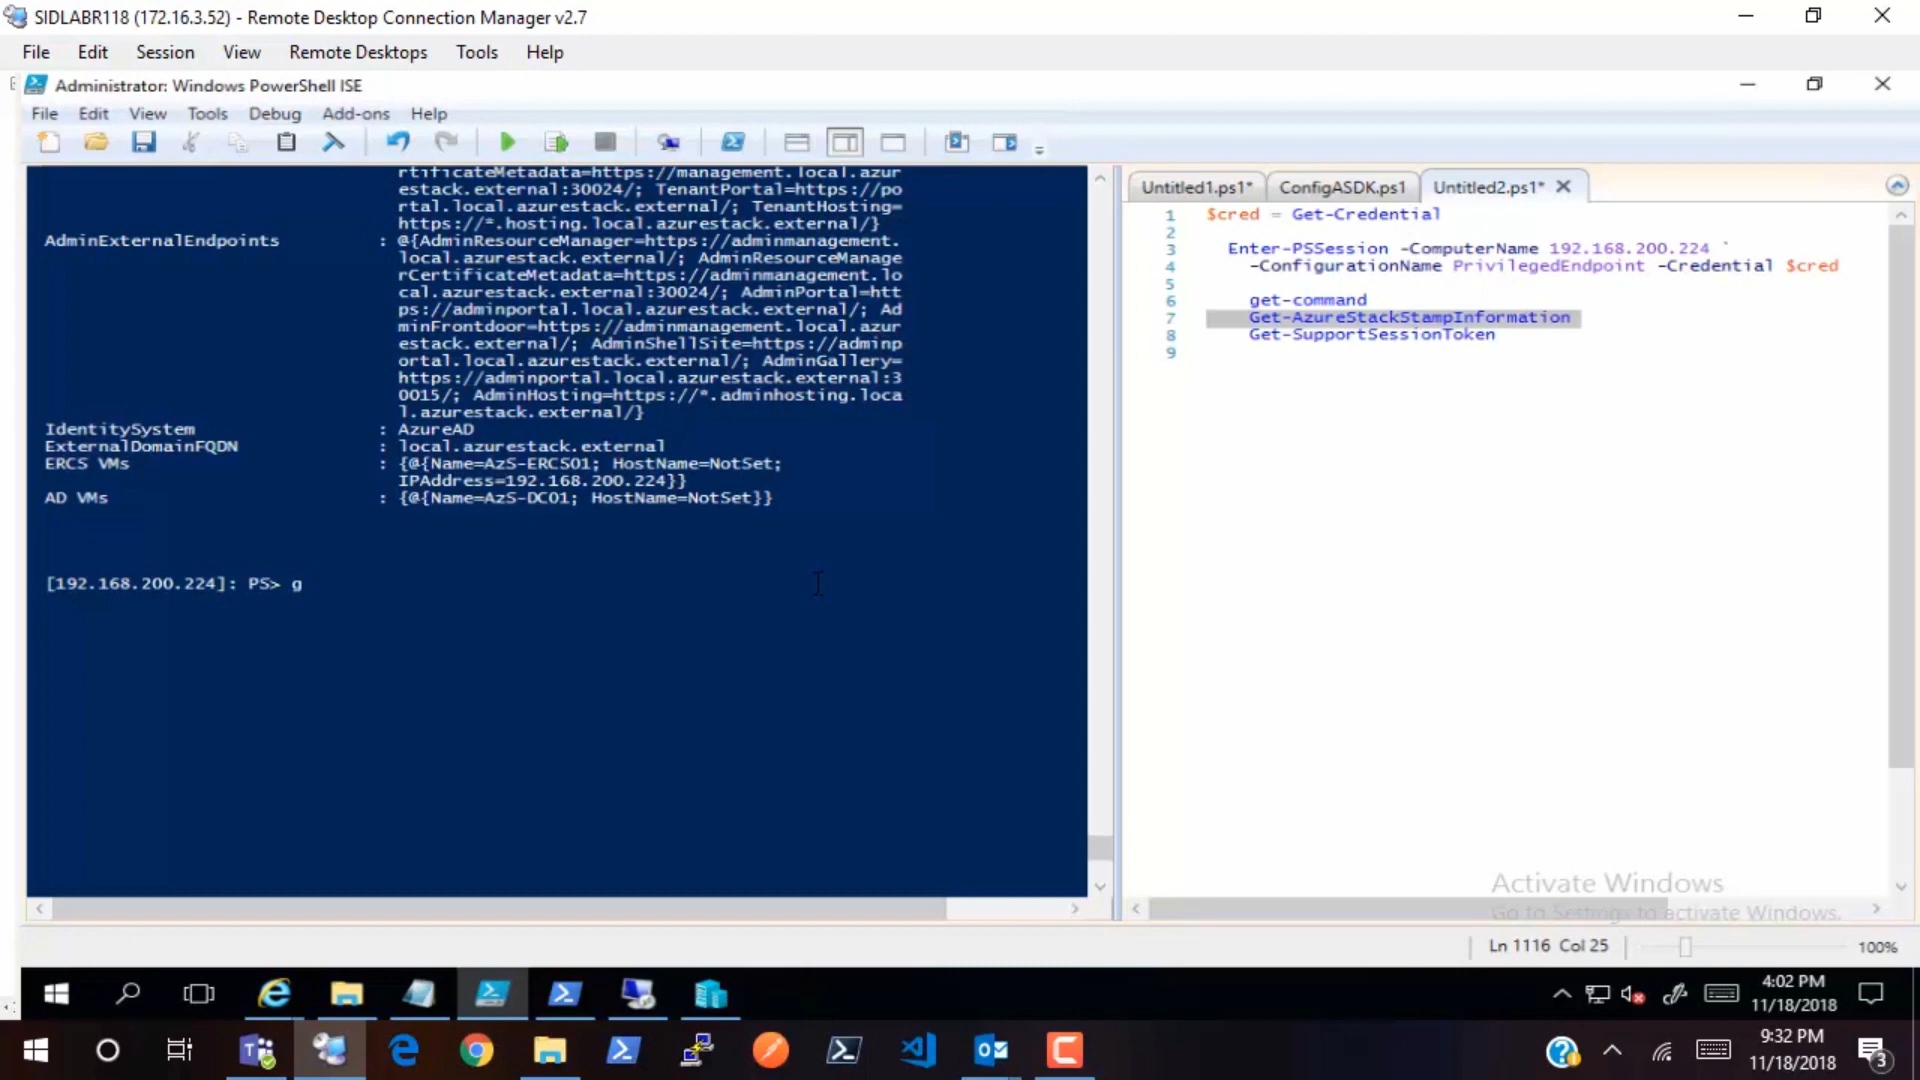 SIDLABR118 (172.16.3.52) - Remote Desktop Connection Manager v2.7
File Edit Session View Remote Desktops Tools Help
Administrator: Windows PowerShell ISE
File Edit View Tools Debug Add-ons Help
rtificateMetadata=https://management.local.azur
estack.external:30024/; TenantPortal=https://po
rtal.local.azurestack.external/; TenantHosting=
https://*.hosting.local.azurestack.external/}
AdminExternalEndpoints : @{AdminResourceManager=https://adminmanagement.
local.azurestack.external/; AdminResourceManage
rCertificateMetadata=https://adminmanagement.lo
cal.azurestack.external:30024/; AdminPortal=htt
ps://adminportal.local.azurestack.external/; Ad
minFrontdoor=https://adminmanagement.local.azur
estack.external/; AdminShellSite=https://adminp
ortal.local.azurestack.external/; AdminGallery=
https://adminportal.local.azurestack.external:3
0015/; AdminHosting=https://*.adminhosting.loca
l.azurestack.external/}
IdentitySystem : AzureAD
ExternalDomainFQDN : local.azurestack.external
ERCS VMs : {@{Name=AzS-ERCS01; HostName=NotSet;
IPAddress=192.168.200.224}}
AD VMs : {@{Name=AzS-DC01; HostName=NotSet}}
[192.168.200.224]: PS> g
Untitled1.ps1* ConfigASDK.ps1 Untitled2.ps1*
1 $cred = Get-Credential
2
3 Enter-PSSession -ComputerName 192.168.200.224 `
4 -ConfigurationName PrivilegedEndpoint -Credential $cred
5
6 get-command
7 Get-AzureStackStampInformation
8 Get-SupportSessionToken
9
Activate Windows
Go to Settings to activate Windows.
Ln 1116 Col 25 100%
4:02 PM
11/18/2018
9:32 PM
11/18/2018
3